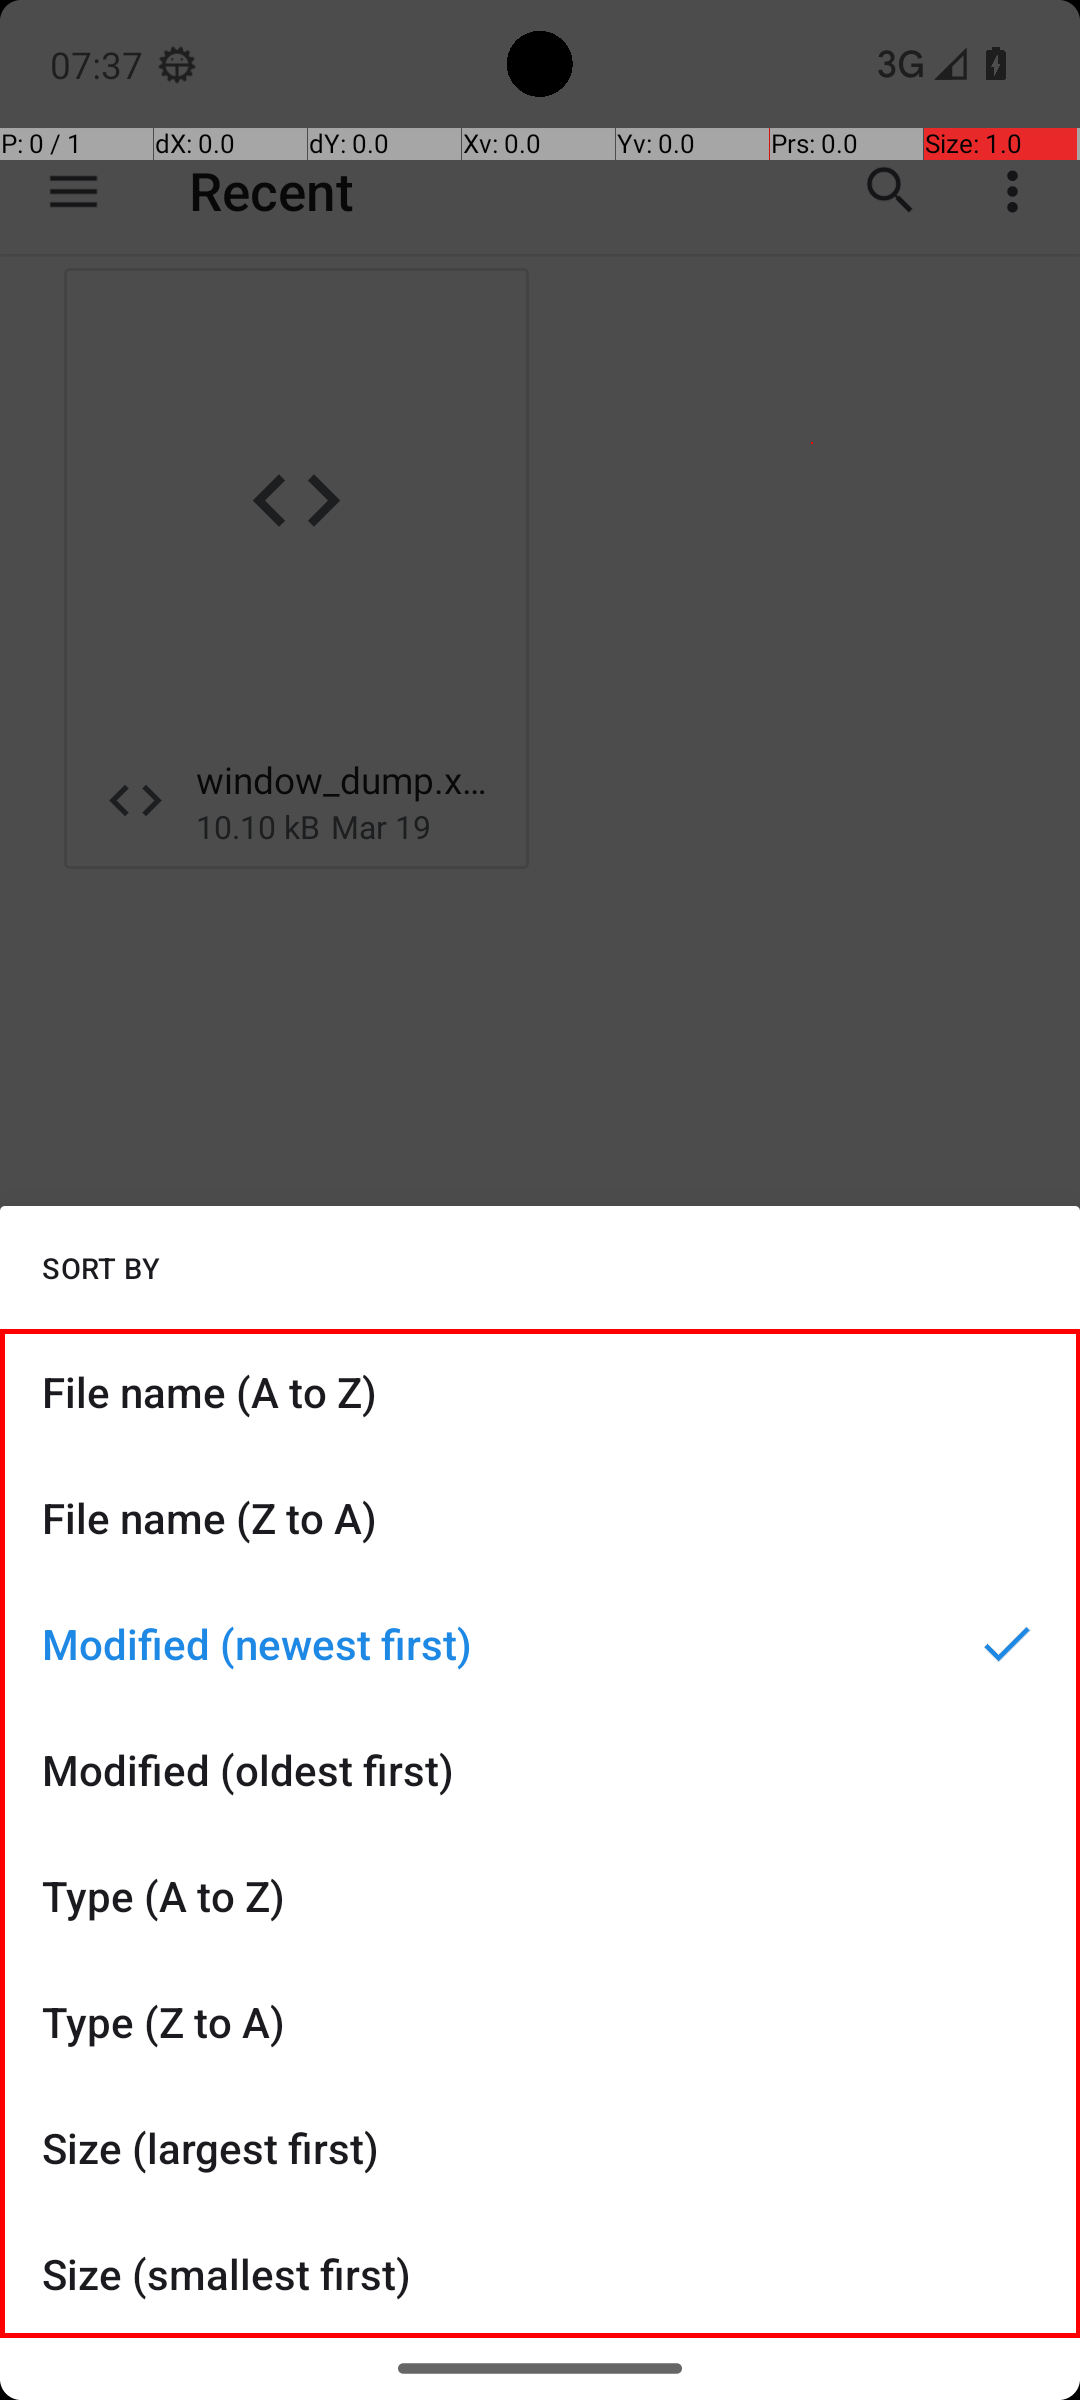 07:37 3G
P: 0 / 1 dX: 0.0 dY: 0.0 Xv: 0.0 Yv: 0.0 Prs: 0.0 Size: 1.0
Recent
window_dump.x...
10.10 kB Mar 19
SORT BY
File name (A to Z)
File name (Z to A)
Modified (newest first)
Modified (oldest first)
Type (A to Z)
Type (Z to A)
Size (largest first)
Size (smallest first)